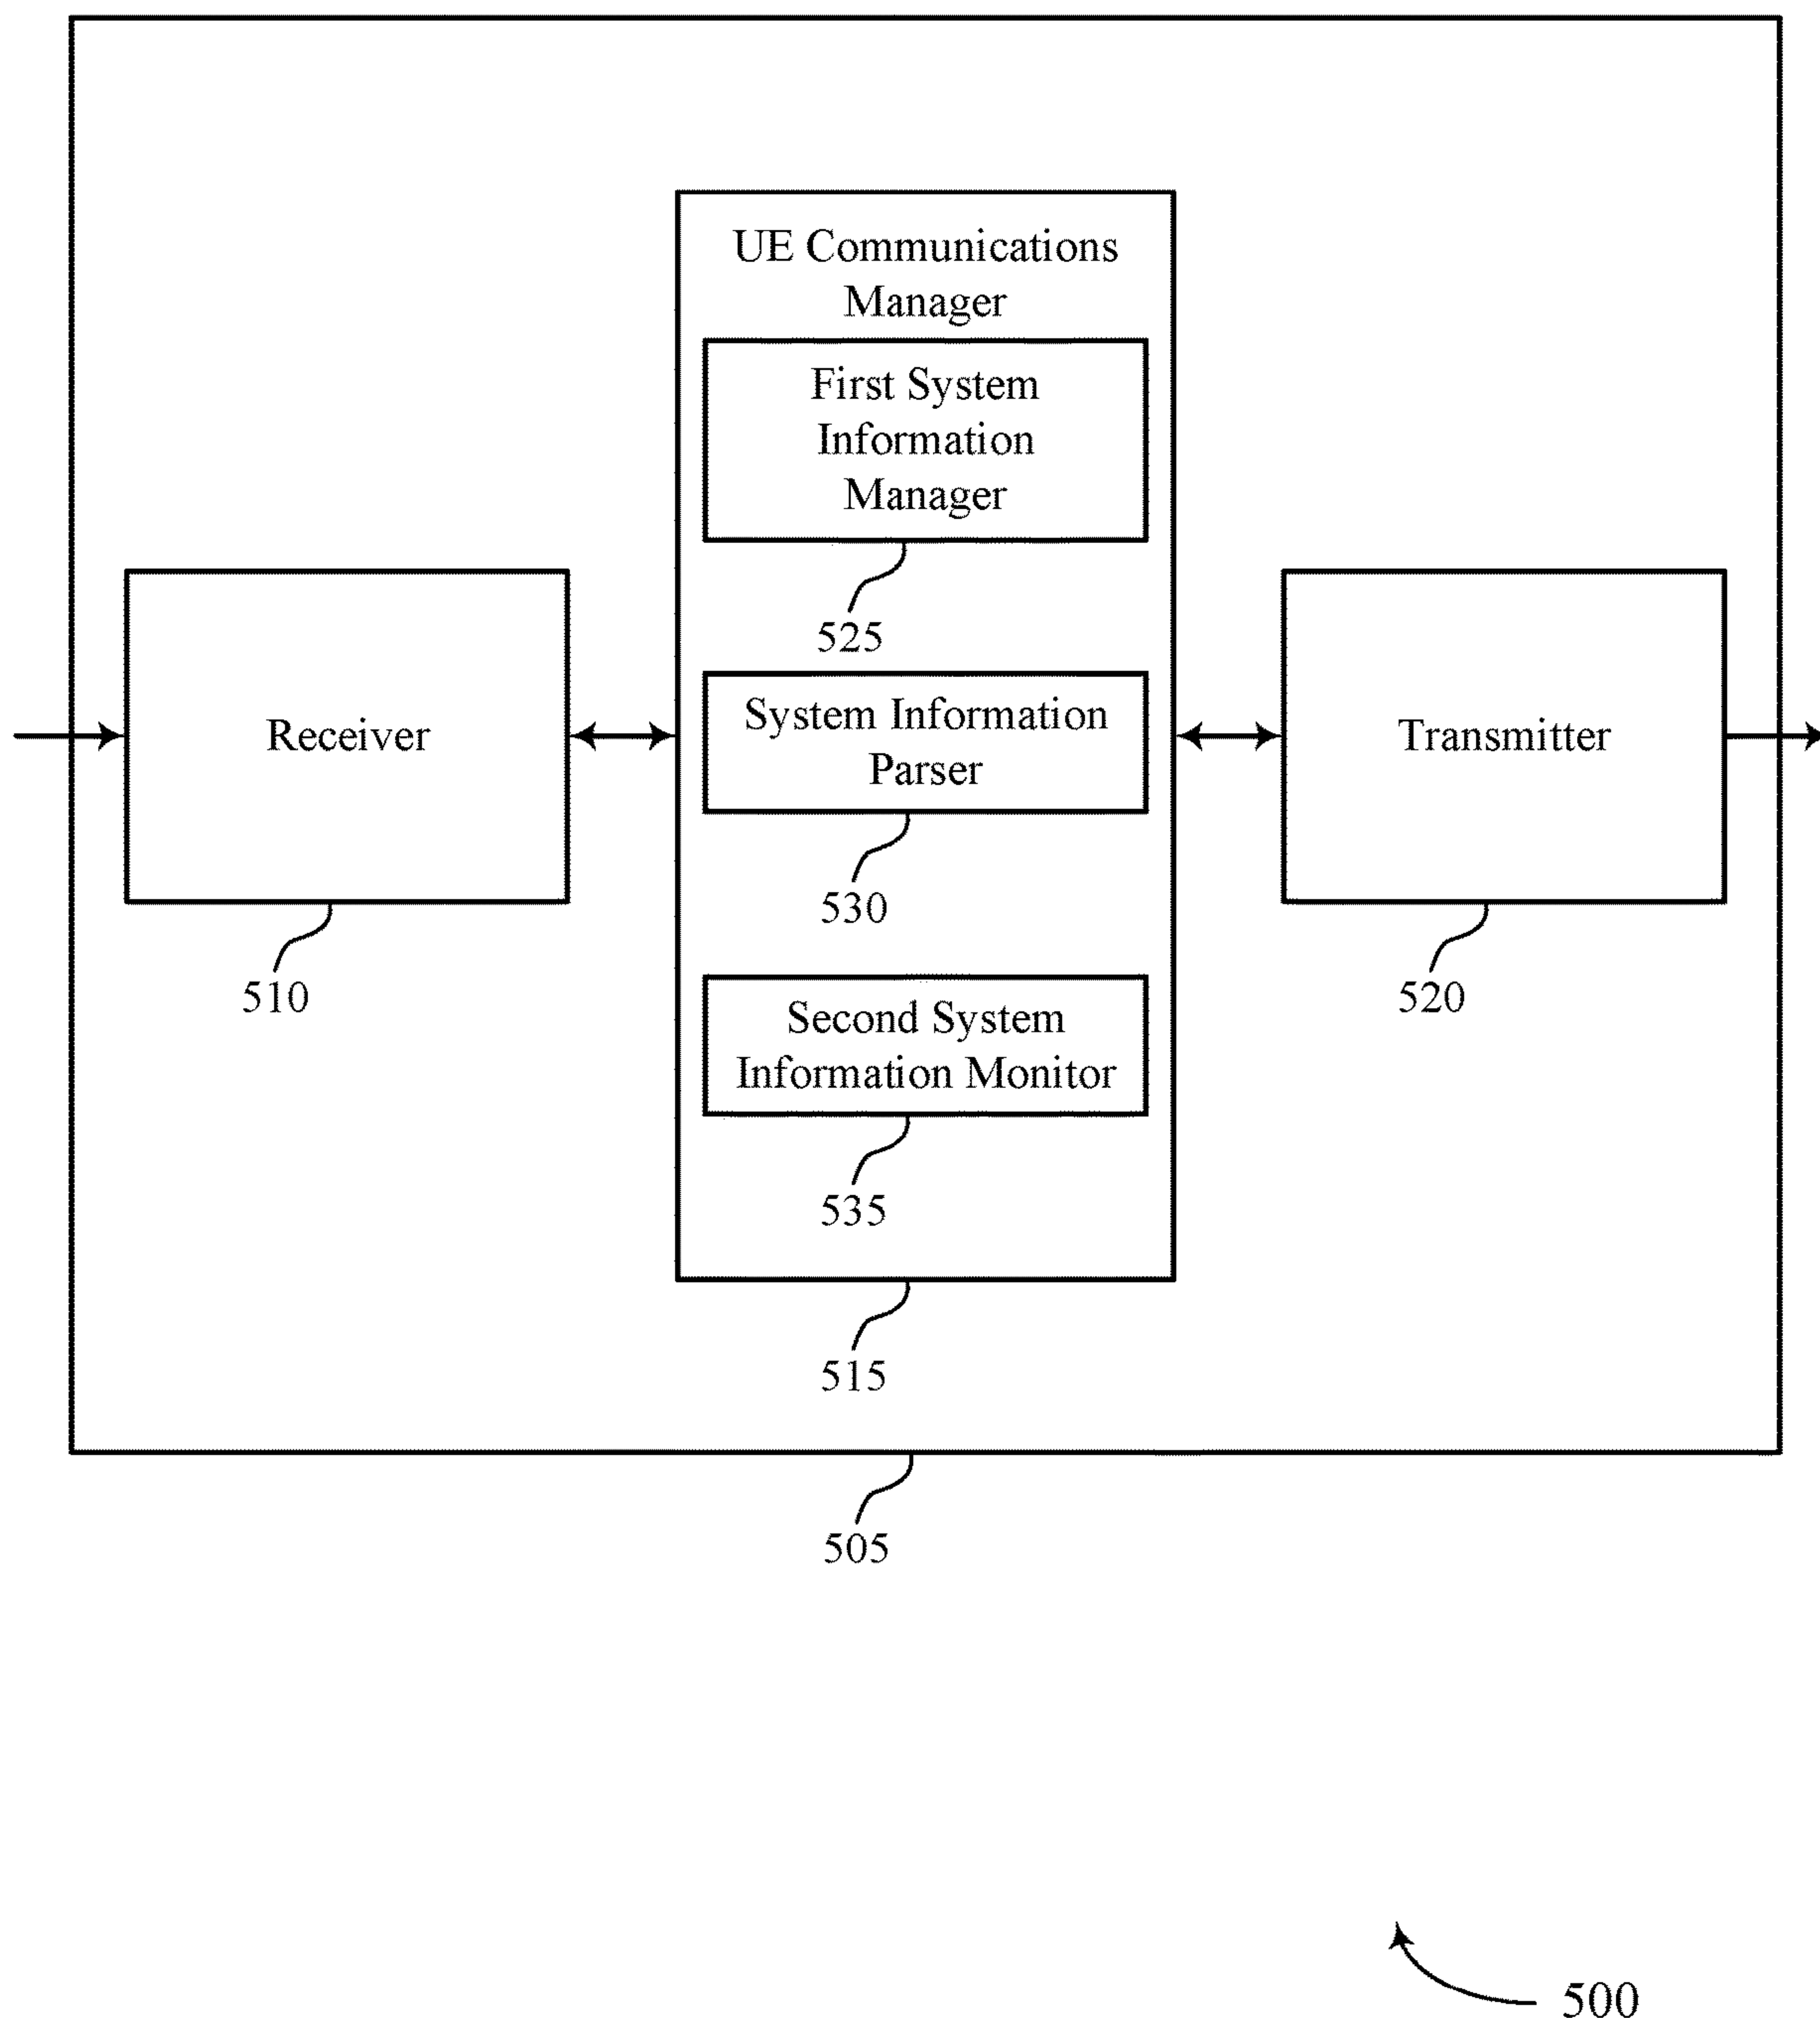 UE Communications
Manager
First System
Information
Manager
525
Receiver
510
System Information
Parser
530
Transmitter
520
Second System
Information Monitor
535
515
505
500